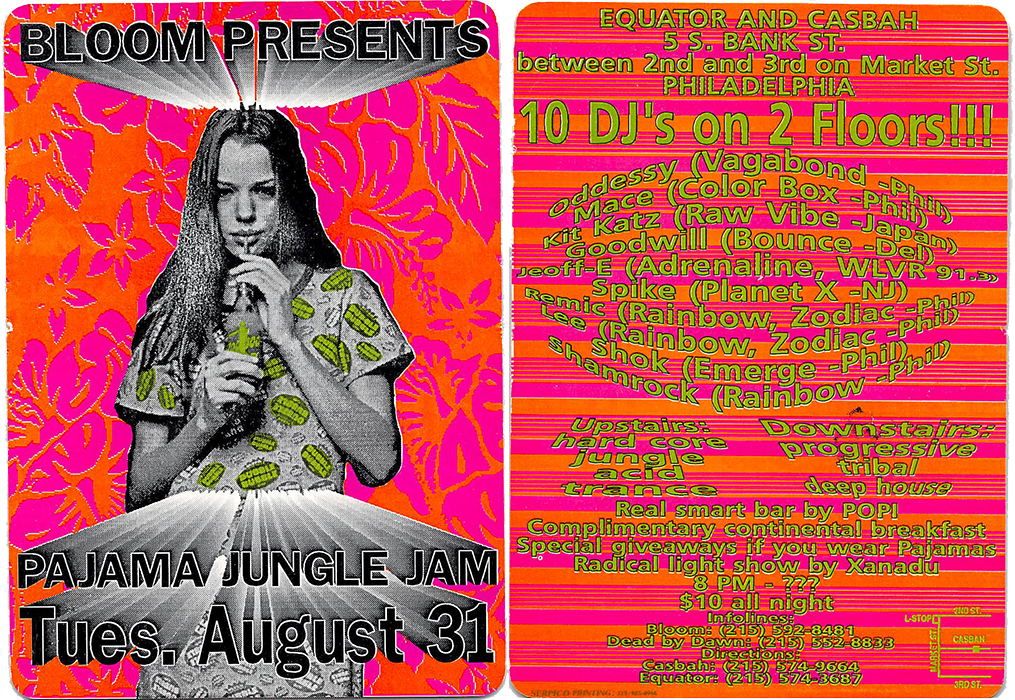 BLOOM PRESENTS
PAJAMA JUNGLE JAM
Tues. August 31
EQUATOR AND CASBAH
5 S. BANK ST.
between 2nd and 3rd on Market St.
PHILADELPHIA
10 DJ's on 2 Floors!!!
Oddessy (Vagabond -Phil)
Mace (Color Box -Phil)
Kit Katz (Raw Vibe -Japan)
Goodwill (Bounce -Del)
Jeoff-E (Adrenaline, WLVR 91.3)
Spike (Planet X -NJ)
Remic (Rainbow, Zodiac -Phil)
Lee (Rainbow, Zodiac -Phil)
Shok (Emerge -Phil)
Shamrock (Rainbow -Phil)
Upstairs:
hard core
jungle
acid
trance
Downstairs:
progressive
tribal
deep house
Real smart bar by POP!
Complimentary continental breakfast
Special giveaways if you wear Pajamas
Radical light show by Xanadu
8 PM - ???
$10 all night
Infolines:
Bloom: (215) 592-8481
Dead by Dawn: (215) 552-8833
Directions:
Casbah: (215) 574-9664
Equator: (215) 574-3687
2ND ST.
L-STOP
MARKET ST.
CASBAH
3RD ST.
SERPICO PRINTING: